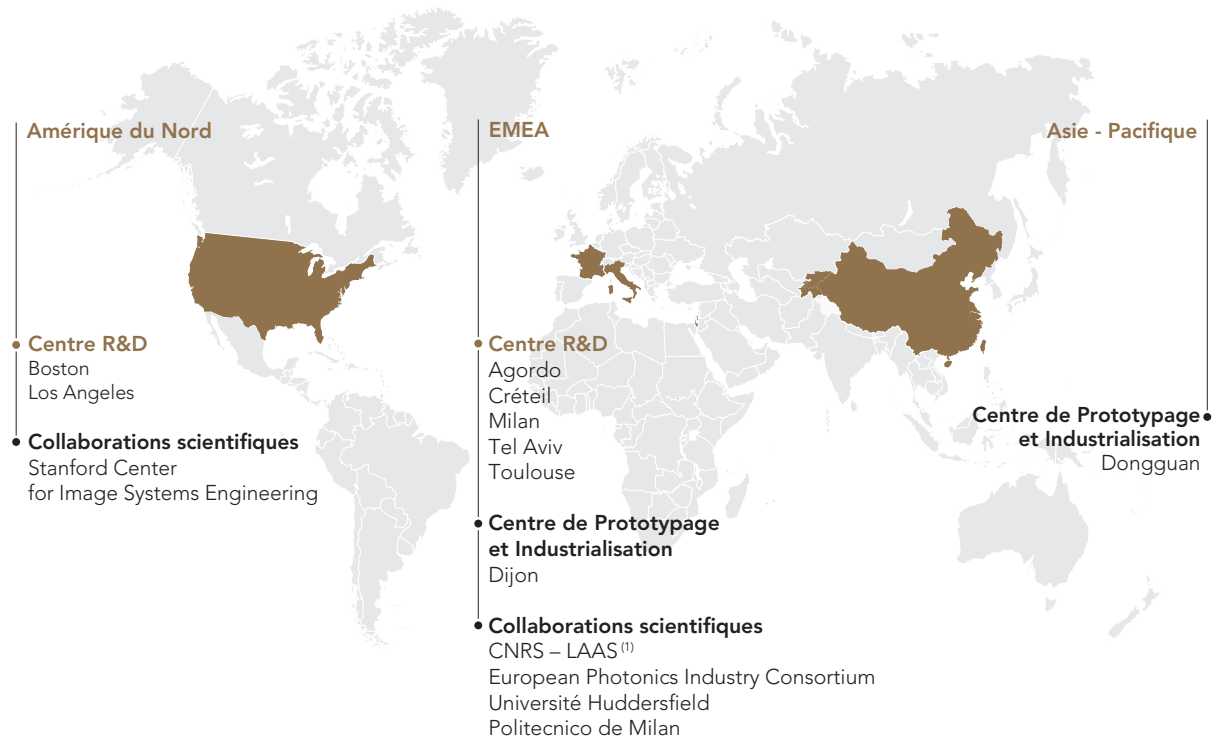 Amérique du Nord
Centre R&D
Boston
Los Angeles
Collaborations scientifiques
Stanford Center
for Image Systems Engineering
EMEA
Centre R&D
Agordo
Créteil
Milan
Tel Aviv
Toulouse
Centre de Prototypage
et Industrialisation
Dijon
Collaborations scientifiques
CNRS – LAAS (1)
European Photonics Industry Consortium
Université Huddersfield
Politecnico de Milan
Asie - Pacifique
Centre de Prototypage
et Industrialisation
Dongguan